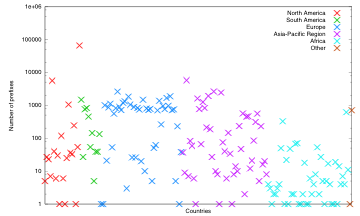 1e+06
North America
South America
Europe
Asia-Pacific Region
Africa
Other
100000
10000
1000
100
10
1
Number of prefixes
Countries